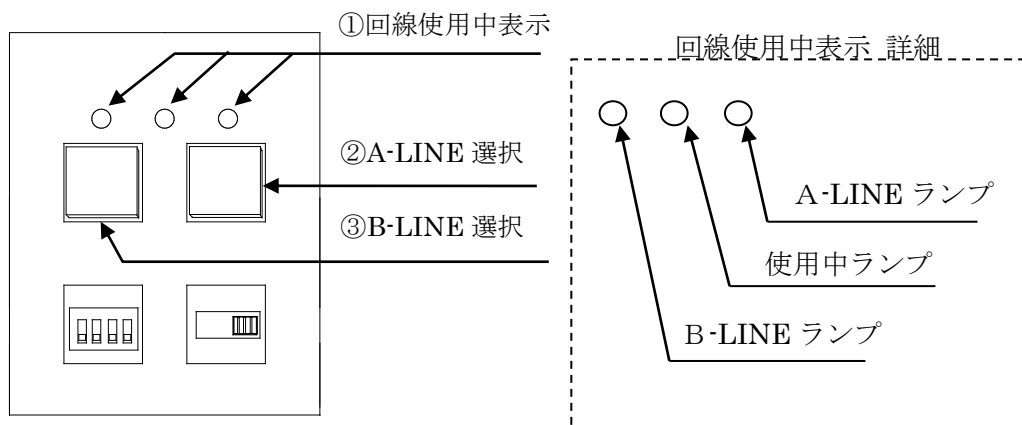 ①回線使用中表示
②A-LINE 選択
③B-LINE 選択
回線使用中表示 詳細
A-LINE ランプ
使用中ランプ
B-LINE ランプ